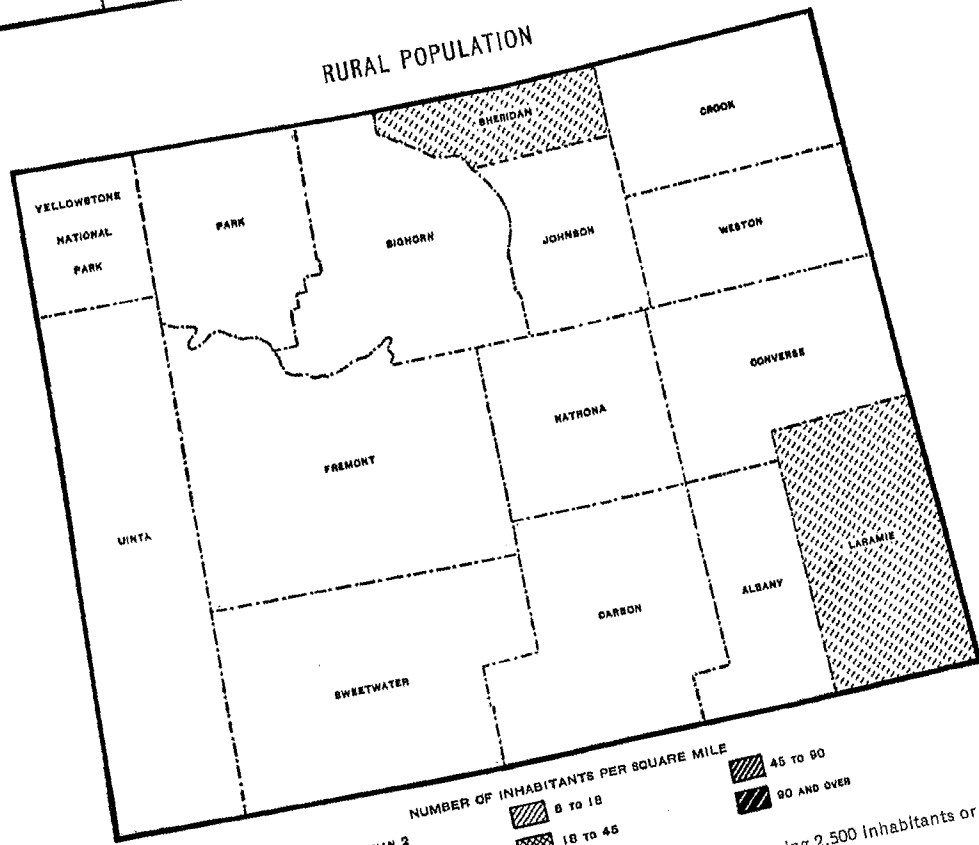 RURAL POPULATION
CROOK
SHERIDAN
YELLOWSTONE
NATIONAL
PARK
PARK
BIGHORN
JOHNSON
WESTON
CONVERSE
NATRONA
FREMONT
UINTA
LARAMIE
ALBANY
CARBON
SWEETWATER
NUMBER OF INHABITANTS PER SQUARE MILE
2
6 TO 18
18 TO 45
45 TO 90
90 AND OVER
2,500 inhabitants or